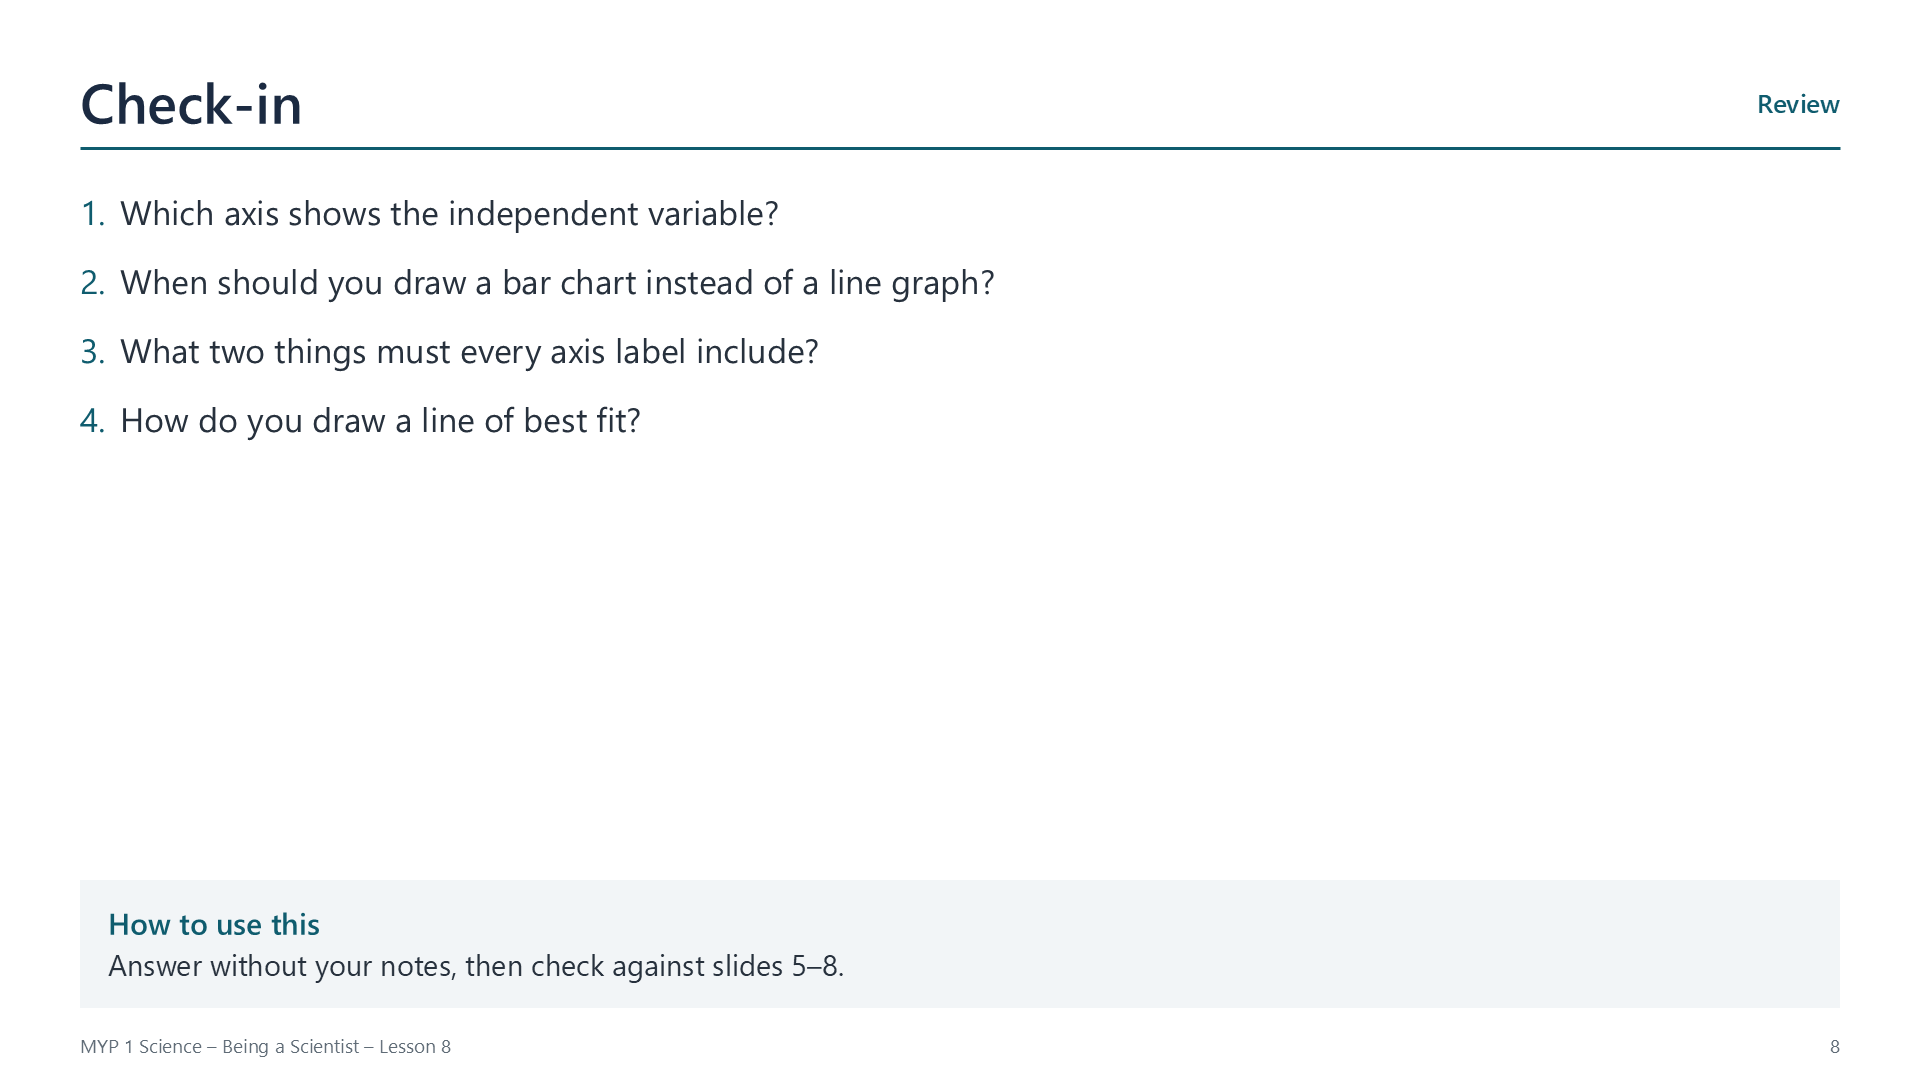 Check-in
Review
1. Which axis shows the independent variable?
2. When should you draw a bar chart instead of a line graph?
3. What two things must every axis label include?
4. How do you draw a line of best fit?
How to use this
Answer without your notes, then check against slides 5–8.
MYP 1 Science – Being a Scientist – Lesson 8
8